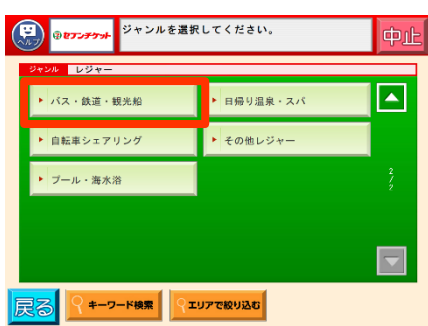 ヘルプ
セブンチケット
ジャンルを選択してください。
中止
ジャンル レジャー
バス・鉄道・観光船
日帰り温泉・スパ
自転車シェアリング
その他レジャー
プール・海水浴
2/2
戻る
キーワード検索
エリアで絞り込む